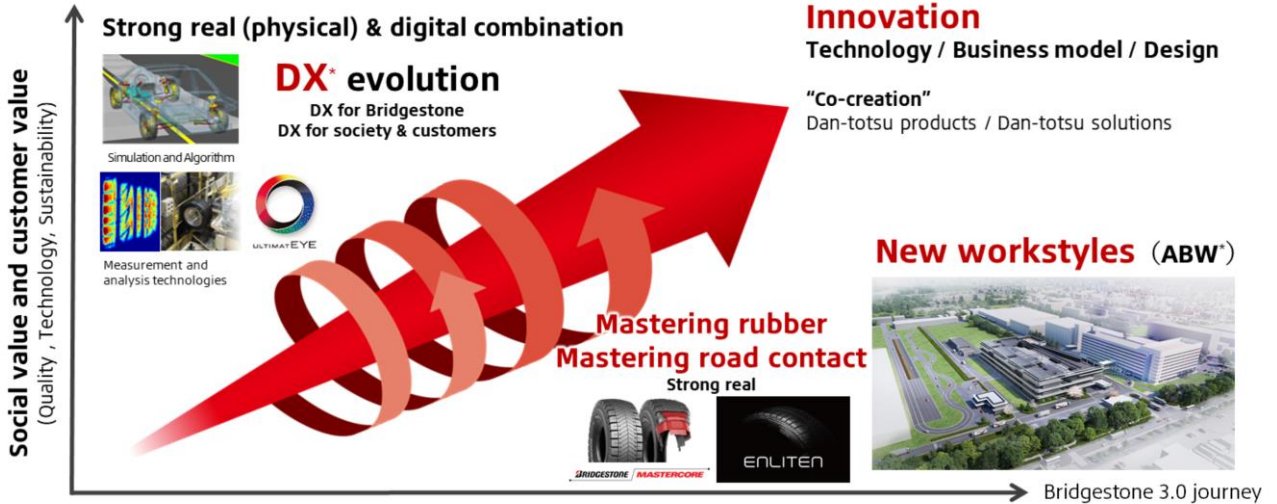 Social value and customer value
(Quality , Technology, Sustainability)
Strong real (physical) & digital combination
DX* evolution
DX for Bridgestone
DX for society & customers
Simulation and Algorithm
ULTIMATEYE
Measurement and
analysis technologies
Innovation
Technology / Business model / Design
“Co-creation”
Dan-totsu products / Dan-totsu solutions
New workstyles (ABW*)
Mastering rubber
Mastering road contact
Strong real
BRIDGESTONE MASTERCORE
ENLITEN
Bridgestone 3.0 journey